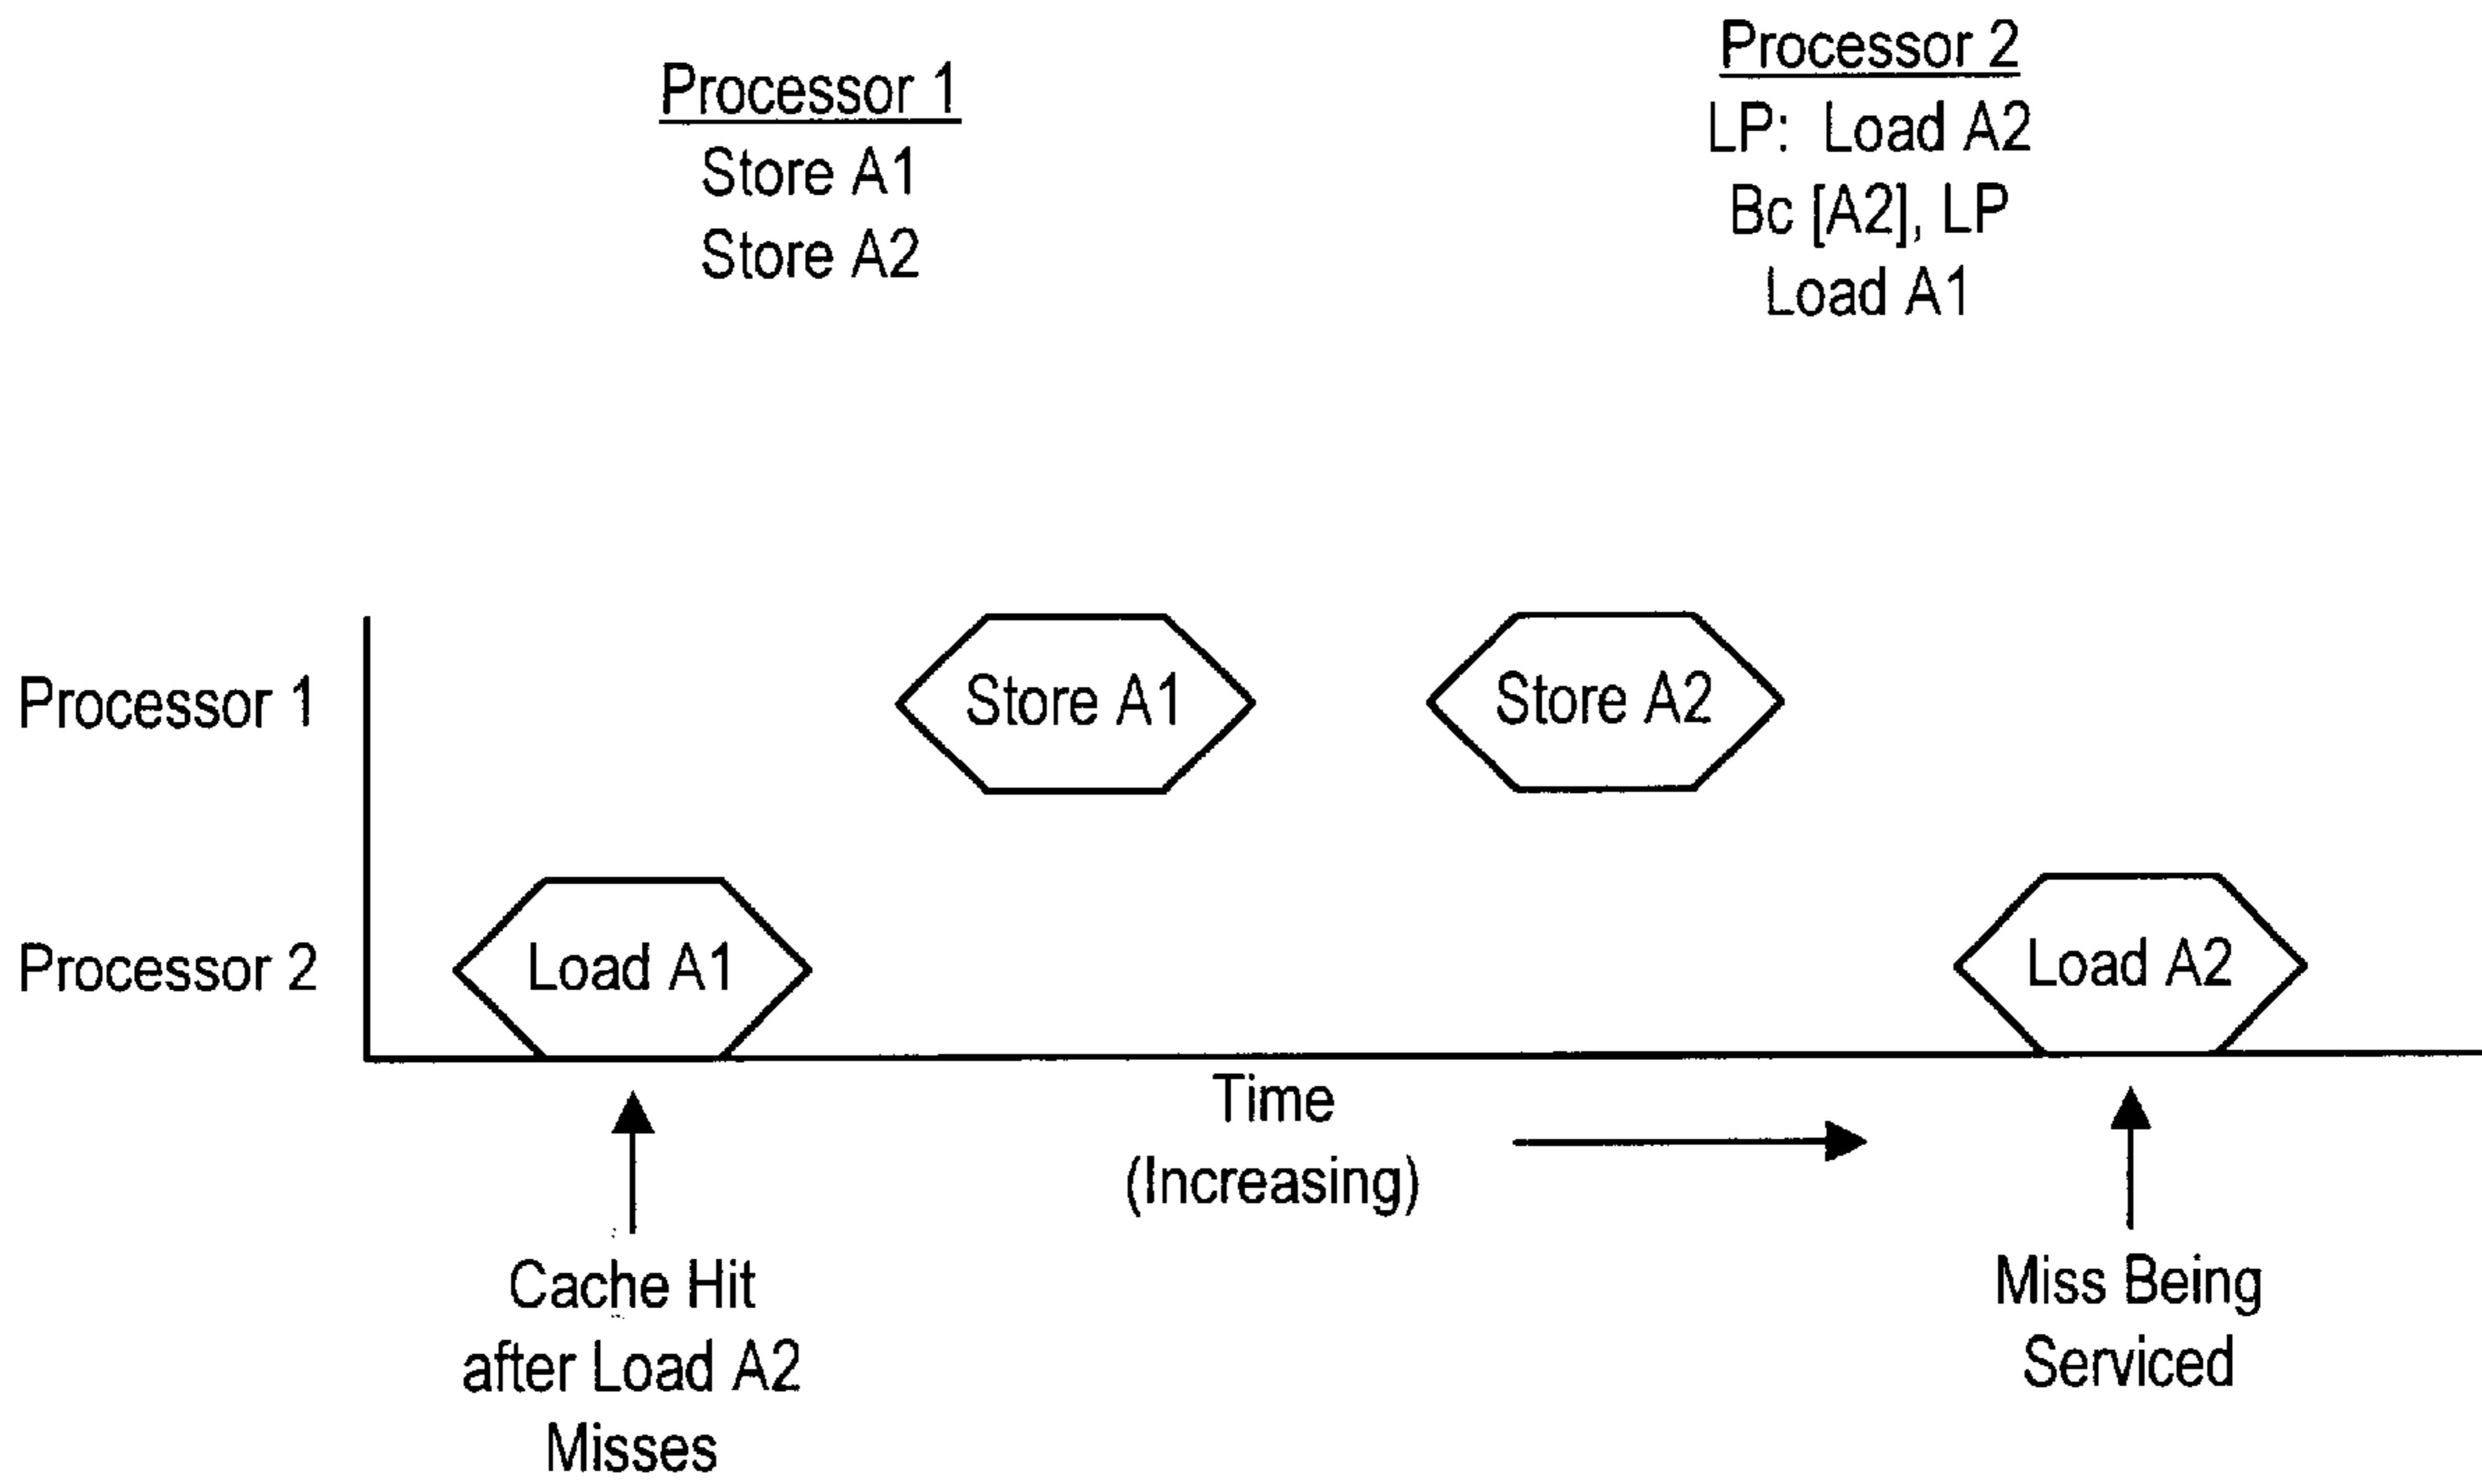 Processor 1
Store A1
Store A2
Processor 2
LP: Load A2
Bc [A2], LP
Load A1
Processor 1
Store A1
Store A2
Processor 2
Load A1
Load A2
Time
(Increasing)
Cache Hit
after Load A2
Misses
Miss Being
Serviced